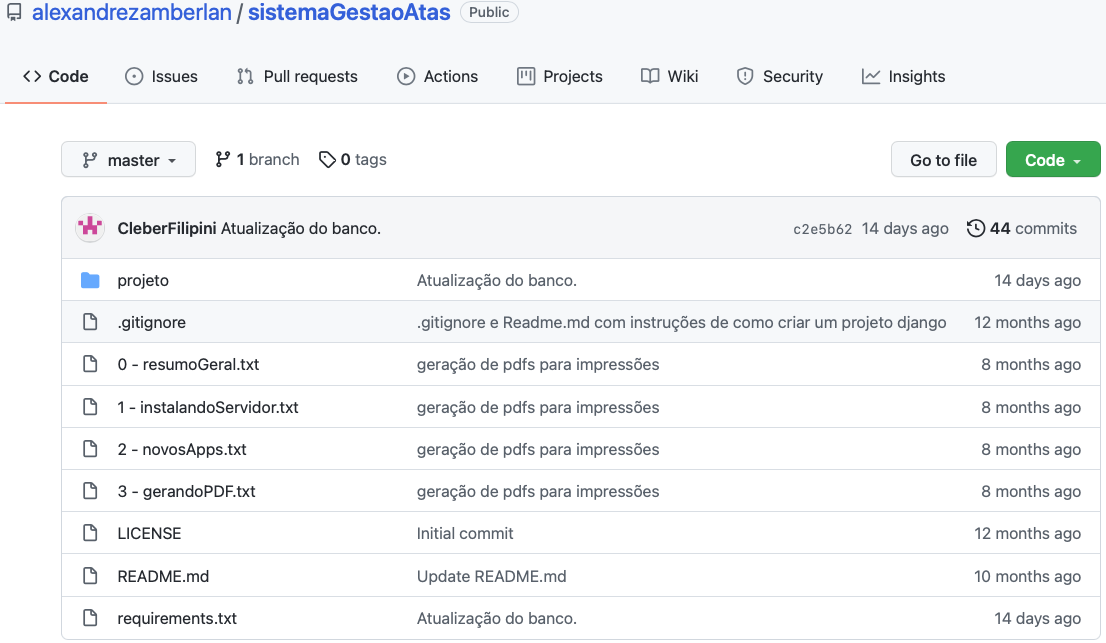 alexandrezamberlan / sistemaGestaoAtas Public
Code Issues Pull requests Actions Projects Wiki Security Insights
master 1 branch 0 tags Go to file Code
CleberFilipini Atualização do banco. c2e5b62 14 days ago 44 commits
projeto Atualização do banco. 14 days ago
.gitignore .gitignore e Readme.md com instruções de como criar um projeto django 12 months ago
0 - resumoGeral.txt geração de pdfs para impressões 8 months ago
1 - instalandoServidor.txt geração de pdfs para impressões 8 months ago
2 - novosApps.txt geração de pdfs para impressões 8 months ago
3 - gerandoPDF.txt geração de pdfs para impressões 8 months ago
LICENSE Initial commit 12 months ago
README.md Update README.md 10 months ago
requirements.txt Atualização do banco. 14 days ago